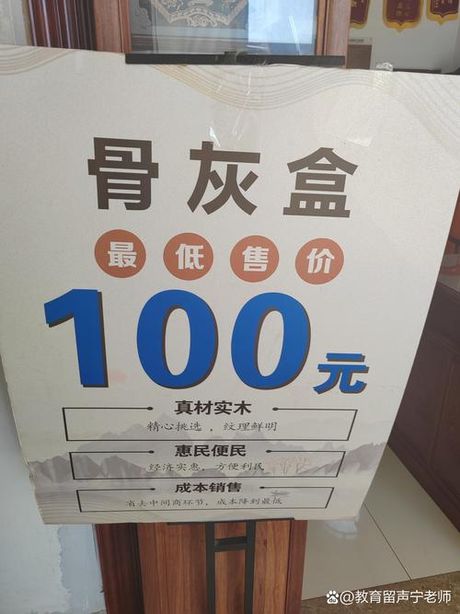 骨灰盒
最低售价
100元
真材实木
精心挑选，纹理鲜明
惠民便民
经济实惠，方便利民
成本销售
省去中间商环节，成本降到最低
@教育留声宁老师